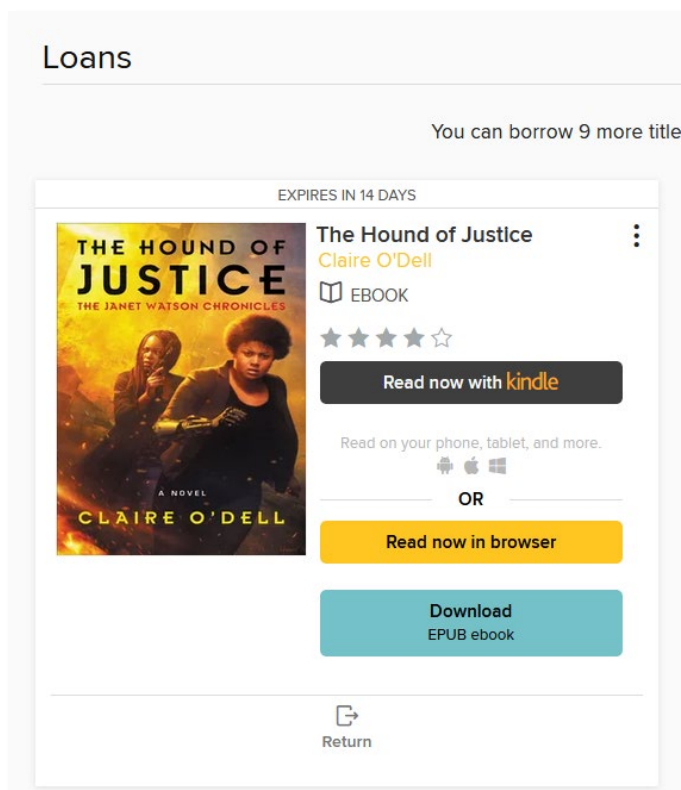 Loans
You can borrow 9 more title
EXPIRES IN 14 DAYS
THE HOUND OF
JUSTICE
THE JANET WATSON CHRONICLES
A NOVEL
CLAIRE O'DELL
The Hound of Justice
Claire O'Dell
EBOOK
Read now with kindle
Read on your phone, tablet, and more.
OR
Read now in browser
Download
EPUB ebook
Return